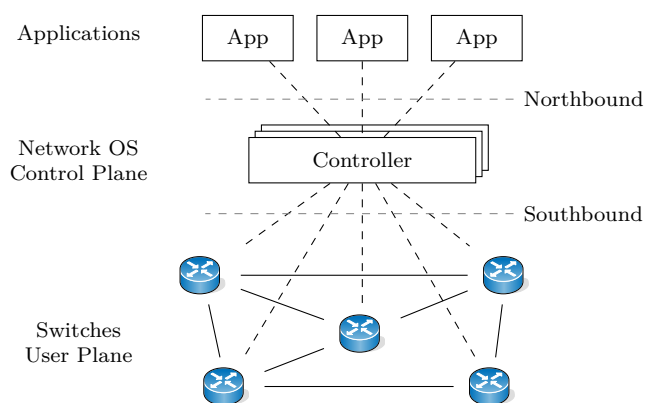 Applications
App
App
App
Northbound
Network OS
Control Plane
Controller
Southbound
Switches
User Plane